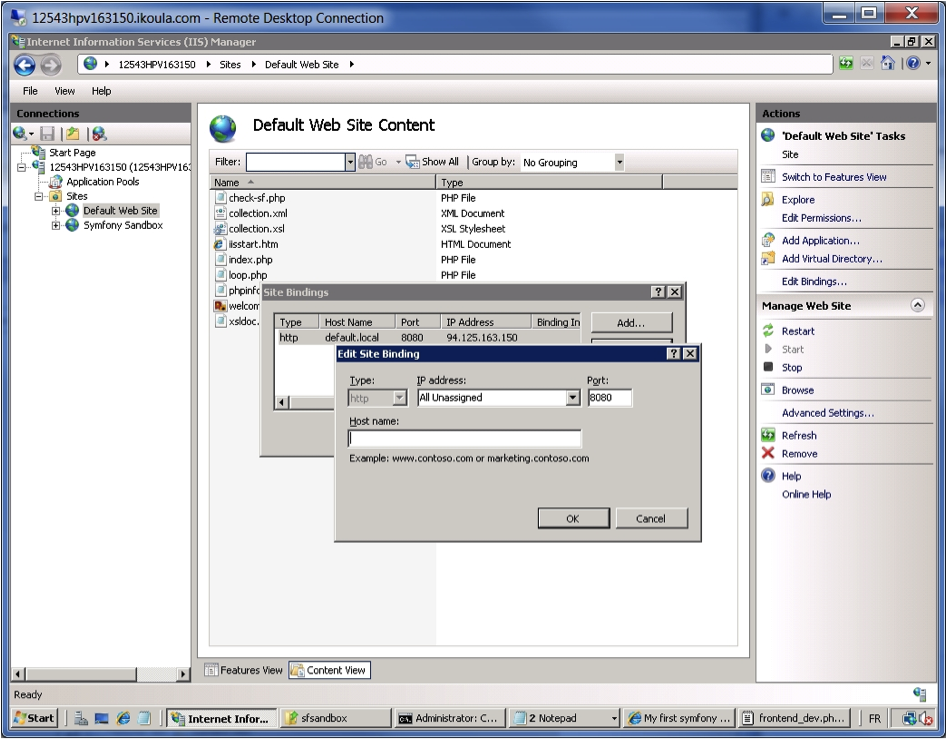 12543hpv163150.ikoula.com - Remote Desktop Connection
Internet Information Services (IIS) Manager
12543HPV163150 Sites Default Web Site
File View Help
Connections
Start Page
12543HPV163150 (12543HPV16:
Application Pools
Sites
Default Web Site
Symfony Sandbox
Default Web Site Content
Filter: Go Show All Group by: No Grouping
Name Type
check-sf.php PHP File
collection.xml XML Document
collection.xsl XSL Stylesheet
iisstart.htm HTML Document
index.php PHP File
loop.php PHP File
phpinfo
welcom
xsldoc.
Site Bindings
Type Host Name Port IP Address Binding In
http default.local 8080 94.125.163.150
Add...
Edit Site Binding
Type: IP address: Port:
http All Unassigned 8080
Host name:
Example: www.contoso.com or marketing.contoso.com
OK Cancel
Features View Content View
Actions
'Default Web Site' Tasks
Site
Switch to Features View
Explore
Edit Permissions...
Add Application...
Add Virtual Directory...
Edit Bindings...
Manage Web Site
Restart
Start
Stop
Browse
Advanced Settings...
Refresh
Remove
Help
Online Help
Ready
Start Internet Infor... sfsandbox Administrator: C... 2 Notepad My first symfony ... frontend_dev.ph... FR